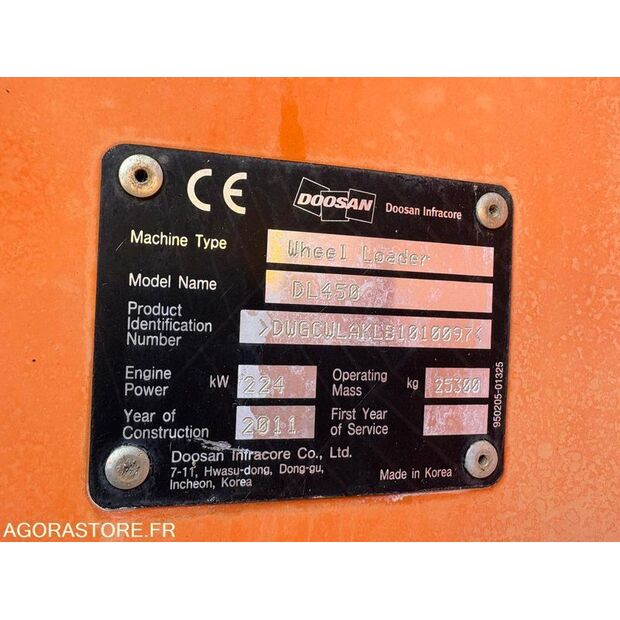 CE DOOSAN Doosan Infracore
Machine Type Wheel Loader
Model Name DL450
Product
Identification
Number >DWGCWLAKLB1010097<
Engine
Power kW 224 Operating
Mass kg 25300
Year of
Construction 2011 First Year
of Service
950205-01325
Doosan Infracore Co., Ltd.
7-11, Hwasu-dong, Dong-gu,
Incheon, Korea
Made in Korea
AGORASTORE.FR